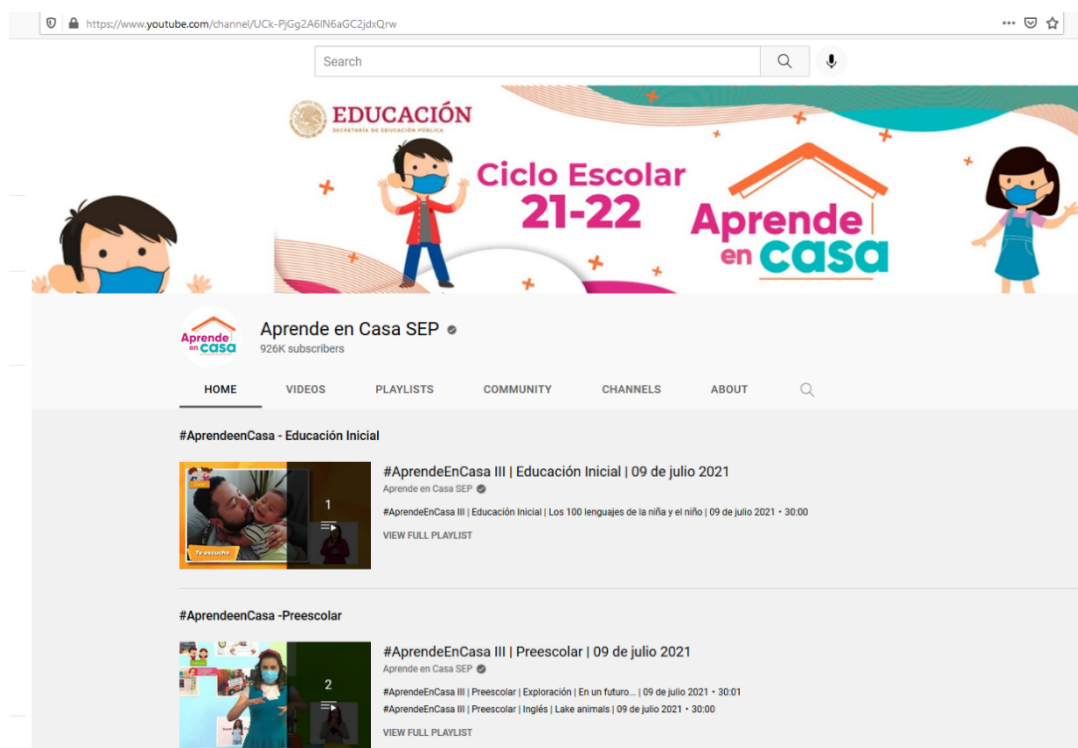 https://www.youtube.com/channel/UCk-PjGg2A6IN6aGC2jdxQrw
Search
EDUCACIÓN
SECRETARÍA DE EDUCACIÓN PÚBLICA
Ciclo Escolar
21-22
Aprende
en casa
Aprende
en casa
Aprende en Casa SEP
926K subscribers
HOME VIDEOS PLAYLISTS COMMUNITY CHANNELS ABOUT
#AprendeenCasa - Educación Inicial
#AprendeEnCasa III | Educación Inicial | 09 de julio 2021
Aprende en Casa SEP
1
#AprendeEnCasa III | Educación Inicial | Los 100 lenguajes de la niña y el niño | 09 de julio 2021 • 30:00
VIEW FULL PLAYLIST
Te escucho
#AprendeenCasa -Preescolar
#AprendeEnCasa III | Preescolar | 09 de julio 2021
Aprende en Casa SEP
2
#AprendeEnCasa III | Preescolar | Exploración | En un futuro... | 09 de julio 2021 • 30:01
#AprendeEnCasa III | Preescolar | Inglés | Lake animals | 09 de julio 2021 • 30:00
VIEW FULL PLAYLIST